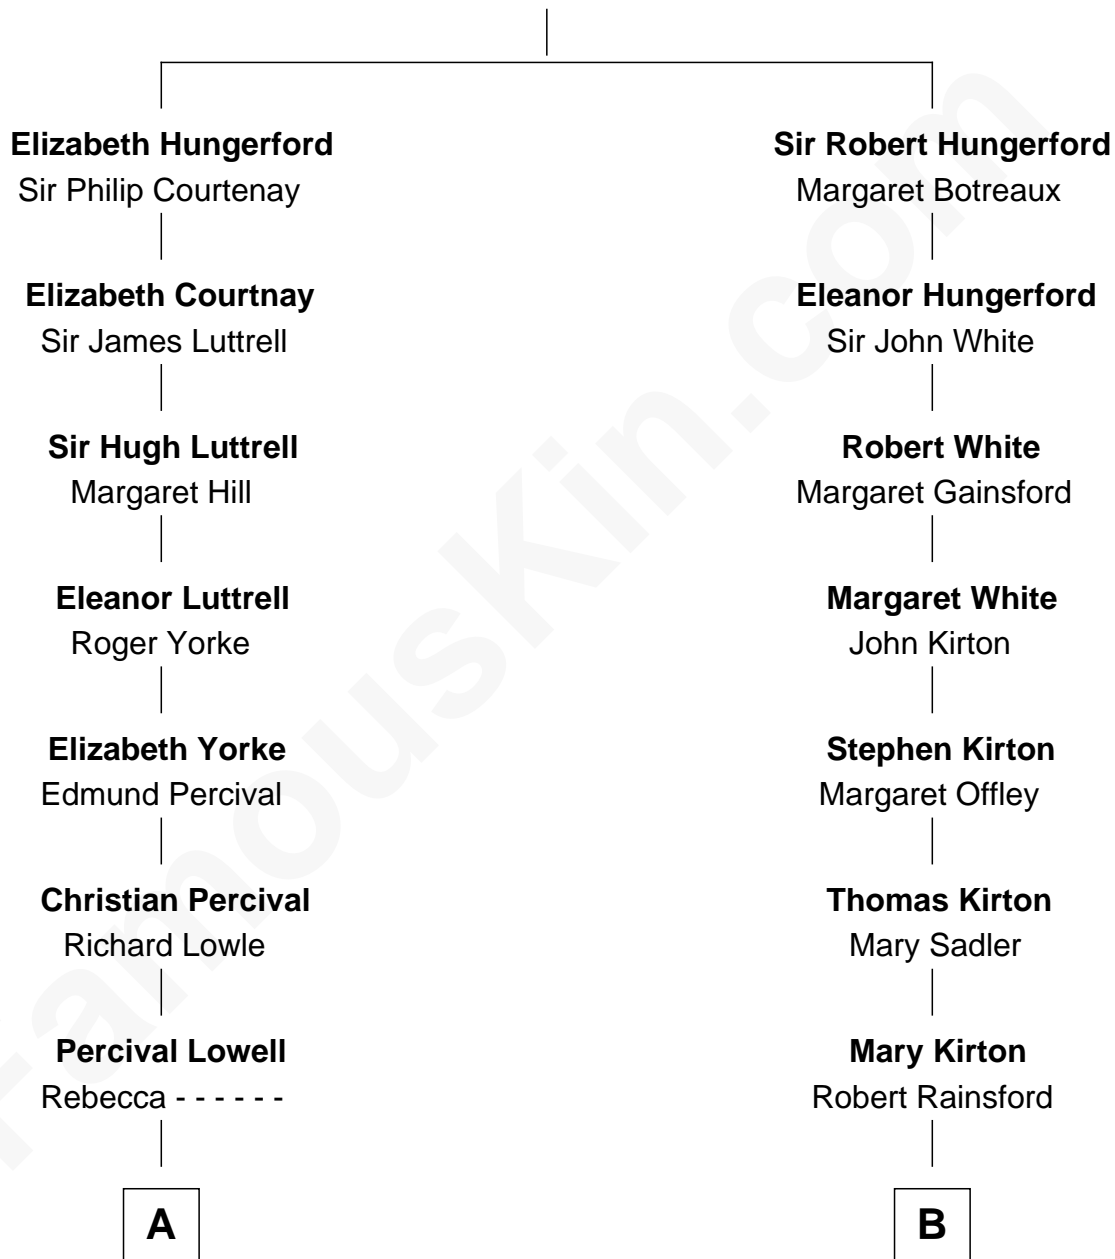 Elizabeth Hungerford
Sir Philip Courtenay
Elizabeth Courtnay
Sir James Luttrell
Sir Hugh Luttrell
Margaret Hill
Eleanor Luttrell
Roger Yorke
Elizabeth Yorke
Edmund Percival
Christian Percival
Richard Lowle
Percival Lowell
Rebecca - - - - - -
A
Sir Robert Hungerford
Margaret Botreaux
Eleanor Hungerford
Sir John White
Robert White
Margaret Gainsford
Margaret White
John Kirton
Stephen Kirton
Margaret Offley
Thomas Kirton
Mary Sadler
Mary Kirton
Robert Rainsford
B
FamousKin.com